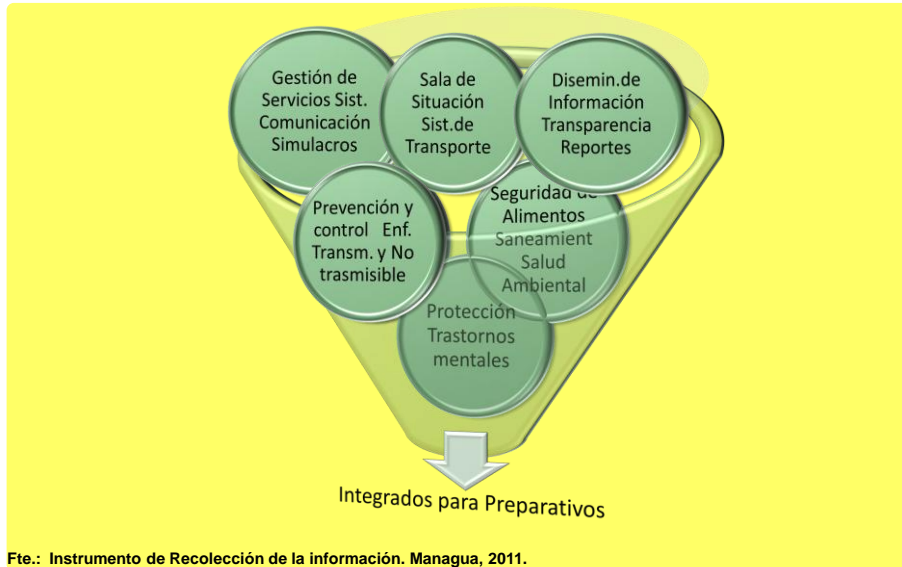 Gestión de
Servicios Sist.
Comunicación
Simulacros
Sala de
Situación
Sist.de
Transporte
Disemin.de
Información
Transparencia
Reportes
Prevención y
control Enf.
Transm. y No
trasmisible
Seguridad de
Alimentos
Saneamient
Salud
Ambiental
Protección
Trastornos
mentales
Integrados para Preparativos
Fte.: Instrumento de Recolección de la información. Managua, 2011.